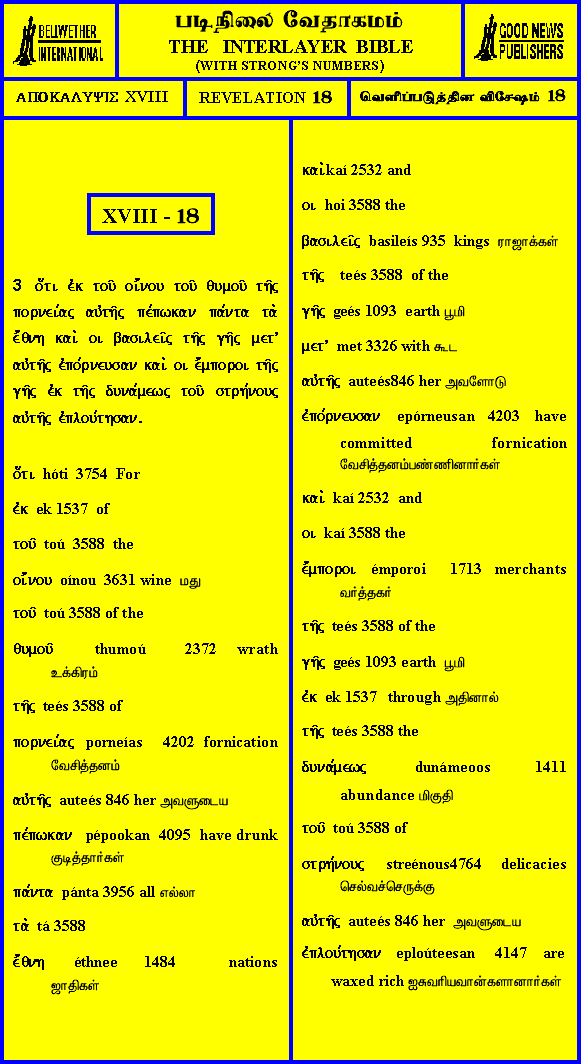 BELLWETHER
INTERNATIONAL
படிநிலை வேதாகமம்
THE INTERLAYER BIBLE
(WITH STRONG'S NUMBERS)
GOOD NEWS
PUBLISHERS
ΑΠΟΚΑΛΥΨΙΣ XVIII
REVELATION 18
வெளிப்படுத்தின விசேஷம் 18
XVIII - 18
3 ὅτι ἐκ τοῦ οἴνου τοῦ θυμοῦ τῆς
πορνείας αὐτῆς πέπωκαν πάντα τὰ
ἔθνη καὶ οι βασιλεῖς τῆς γῆς μετ’
αὐτῆς ἐπόρνευσαν καὶ οι ἔμποροι τῆς
γῆς ἐκ τῆς δυνάμεως τοῦ στρήνους
αὐτῆς ἐπλούτησαν.
ὅτι hóti 3754 For
ἐκ ek 1537 of
τοῦ toú 3588 the
οἴνου oínou 3631 wine மது
τοῦ toú 3588 of the
θυμοῦ thumoú 2372 wrath
உக்கிரம்
τῆς teés 3588 of
πορνείας porneías 4202 fornication
வேசித்தனம்
αὐτῆς auteés 846 her அவளுடைய
πέπωκαν pépookan 4095 have drunk
குடித்தார்கள்
πάντα pánta 3956 all எல்லா
τὰ tá 3588
ἔθνη éthnee 1484 nations
ஜாதிகள்
καὶ kaí 2532 and
οι hoi 3588 the
βασιλεῖς basileís 935 kings ராஜாக்கள்
τῆς teés 3588 of the
γῆς geés 1093 earth பூமி
μετ’ met 3326 with கூட
αὐτῆς auteés846 her அவளோடு
ἐπόρνευσαν epórneusan 4203 have
committed fornication
வேசித்தனம்பண்ணினார்கள்
καὶ kaí 2532 and
οι kaí 3588 the
ἔμποροι émporoi 1713 merchants
வர்த்தகர்
τῆς teés 3588 of the
γῆς geés 1093 earth பூமி
ἐκ ek 1537 through அதினால்
τῆς teés 3588 the
δυνάμεως dunámeoos 1411
abundance மிகுதி
τοῦ toú 3588 of
στρήνους streénous4764 delicacies
செல்வச்செருக்கு
αὐτῆς auteés 846 her அவளுடைய
ἐπλούτησαν eploúteesan 4147 are
waxed rich ஐசுவரியவான்களானார்கள்